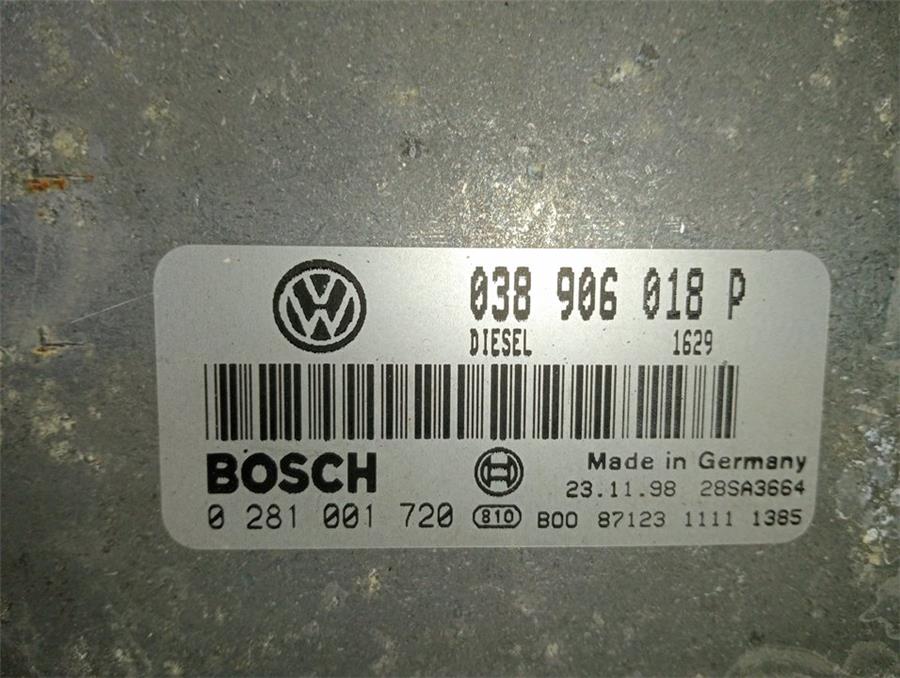 038 906 018 P
DIESEL 1629
BOSCH
Made in Germany
23.11.98 28SA3664
0 281 001 720 810 B00 87123 1111 1385